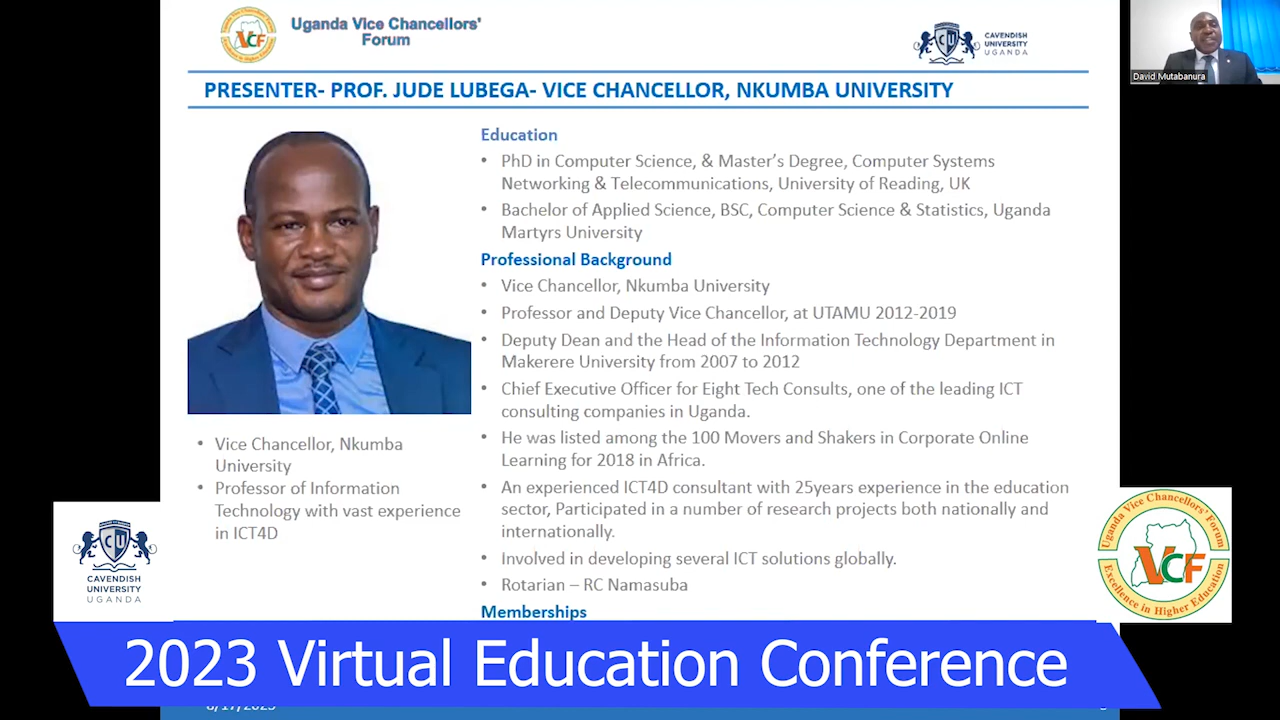 Uganda Vice Chancellors'
Forum
VCF
CU
CAVENDISH
UNIVERSITY
UGANDA
David Mutabanura
PRESENTER- PROF. JUDE LUBEGA- VICE CHANCELLOR, NKUMBA UNIVERSITY
Education
• PhD in Computer Science, & Master's Degree, Computer Systems
Networking & Telecommunications, University of Reading, UK
• Bachelor of Applied Science, BSC, Computer Science & Statistics, Uganda
Martyrs University
Professional Background
• Vice Chancellor, Nkumba University
• Professor and Deputy Vice Chancellor, at UTAMU 2012-2019
• Deputy Dean and the Head of the Information Technology Department in
Makerere University from 2007 to 2012
• Chief Executive Officer for Eight Tech Consults, one of the leading ICT
consulting companies in Uganda.
• He was listed among the 100 Movers and Shakers in Corporate Online
Learning for 2018 in Africa.
• An experienced ICT4D consultant with 25years experience in the education
sector, Participated in a number of research projects both nationally and
internationally.
• Involved in developing several ICT solutions globally.
• Rotarian – RC Namasuba
Memberships
• Vice Chancellor, Nkumba
University
• Professor of Information
Technology with vast experience
in ICT4D
CU
CAVENDISH
UNIVERSITY
UGANDA
Uganda Vice Chancellors' Forum
VCF
Excellence in Higher Education
2023 Virtual Education Conference